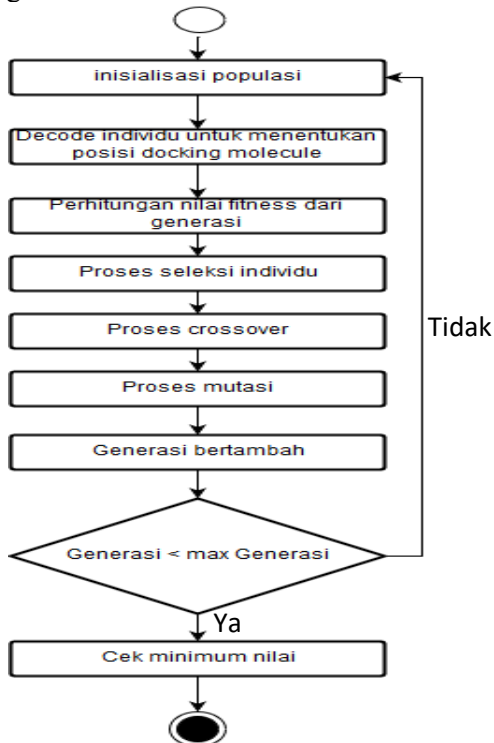 inisialisasi populasi
Decode individu untuk menentukan
posisi docking molecule
Perhitungan nilai fitness dari
generasi
Proses seleksi individu
Proses crossover
Tidak
Proses mutasi
Generasi bertambah
Generasi < max Generasi
Ya
Cek minimum nilai